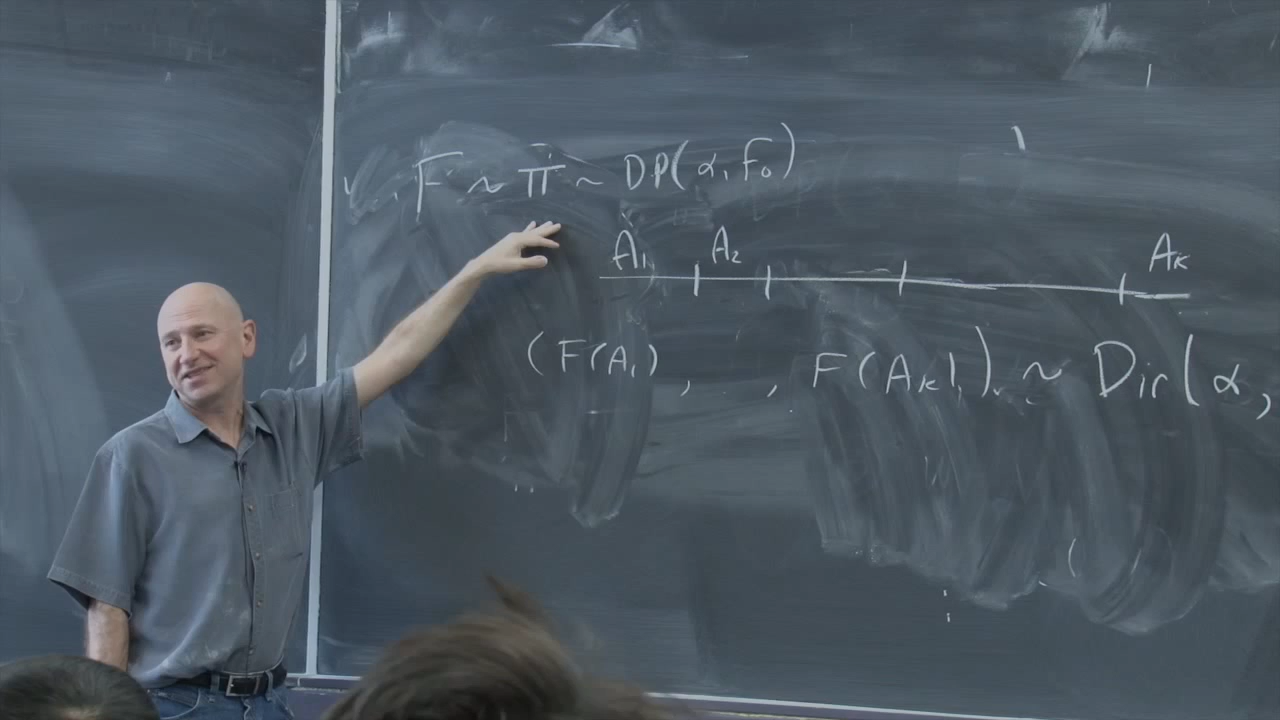 F ~ π ~ DP(α, F₀)
A₁ A₂ Aₖ
(F(A₁), , F(Aₖ)) ~ Dir(α,